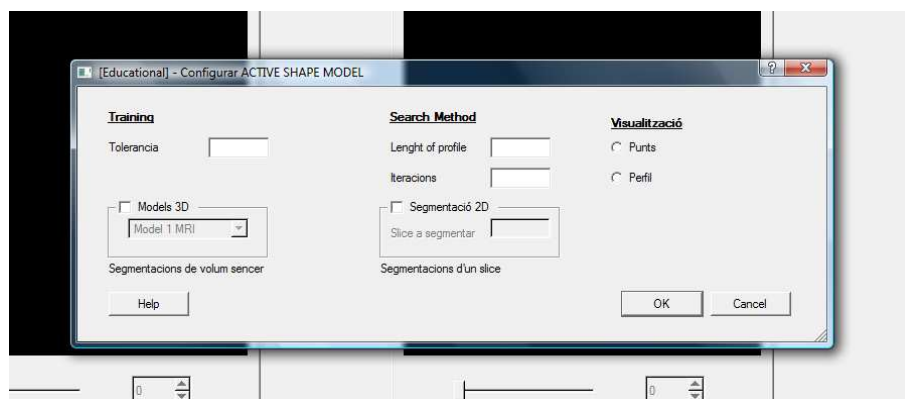 [Educational] - Configurar ACTIVE SHAPE MODEL
Training
Tolerancia
Models 3D
Model 1 MRI
Segmentacions de volum sencer
Help
Search Method
Lenght of profile
Iteracions
Segmentació 2D
Slice a segmentar
Segmentacions d'un slice
Visualització
Punts
Perfil
OK
Cancel
0
0